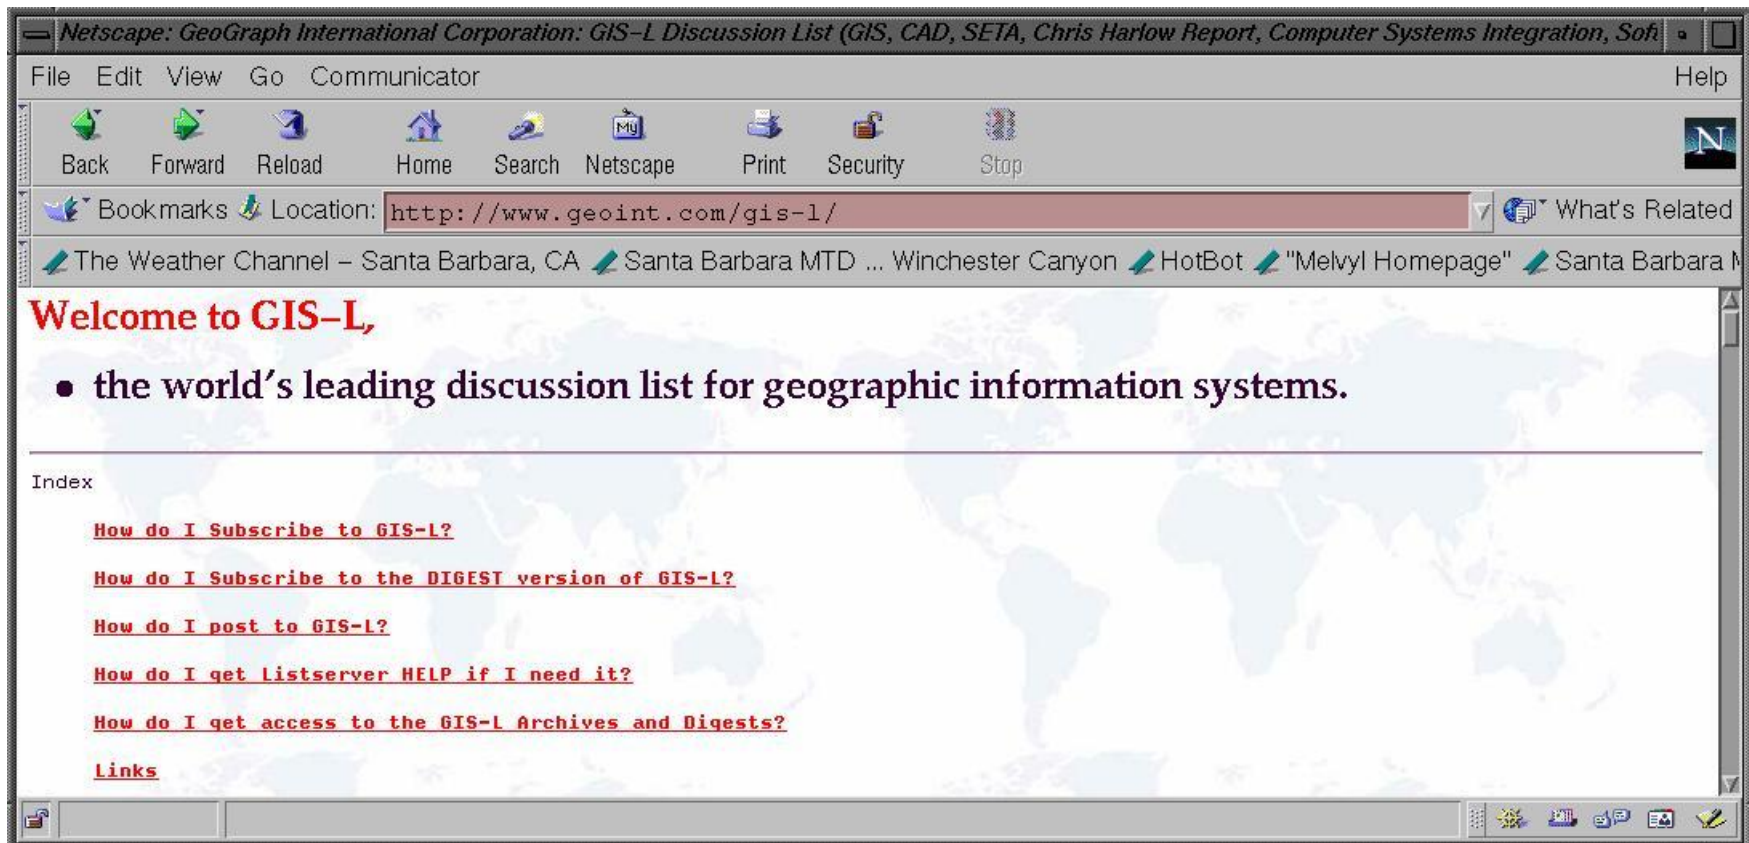 Netscape: GeoGraph International Corporation: GIS-L Discussion List (GIS, CAD, SETA, Chris Harlow Report, Computer Systems Integration, Soft
File Edit View Go Communicator Help
Back Forward Reload Home Search Netscape Print Security Stop
My
N
Bookmarks Location: http://www.geoint.com/gis-l/ What's Related
The Weather Channel – Santa Barbara, CA Santa Barbara MTD ... Winchester Canyon HotBot "Melvyl Homepage" Santa Barbara M
Welcome to GIS–L,
• the world's leading discussion list for geographic information systems.
Index
How do I Subscribe to GIS-L?
How do I Subscribe to the DIGEST version of GIS-L?
How do I post to GIS-L?
How do I get Listserver HELP if I need it?
How do I get access to the GIS-L Archives and Digests?
Links